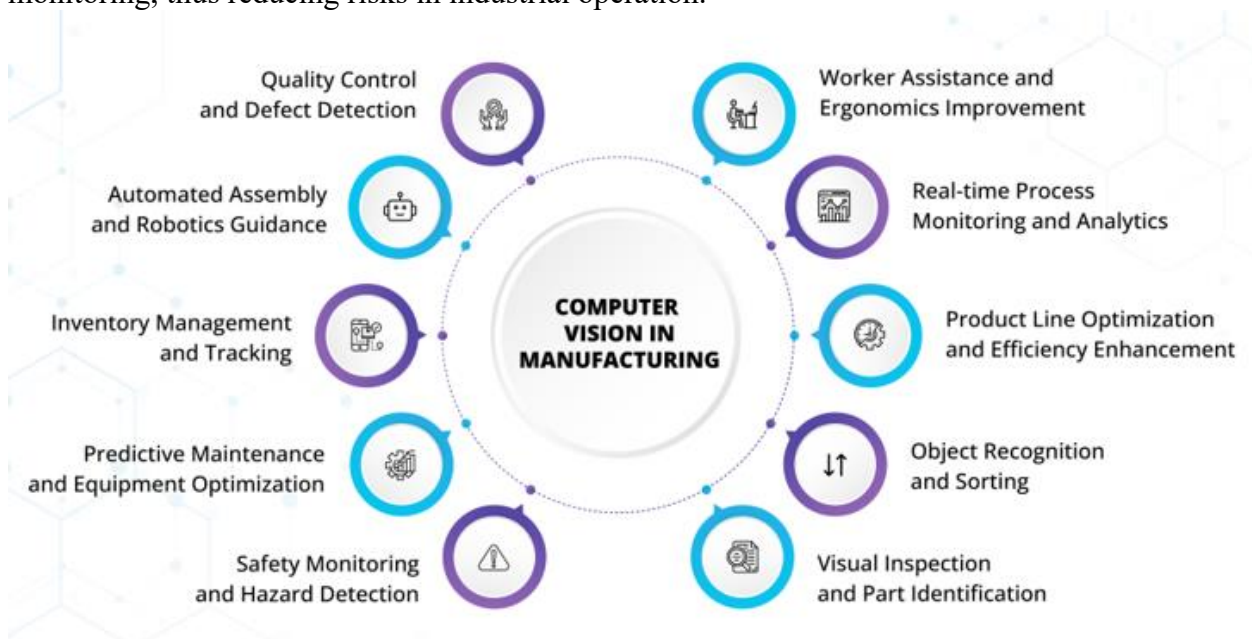 monitoring, thus reducing risks in industrial operation.
Quality Control
and Defect Detection
Automated Assembly
and Robotics Guidance
Inventory Management
and Tracking
Predictive Maintenance
and Equipment Optimization
Safety Monitoring
and Hazard Detection
COMPUTER
VISION IN
MANUFACTURING
Worker Assistance and
Ergonomics Improvement
Real-time Process
Monitoring and Analytics
Product Line Optimization
and Efficiency Enhancement
Object Recognition
and Sorting
Visual Inspection
and Part Identification